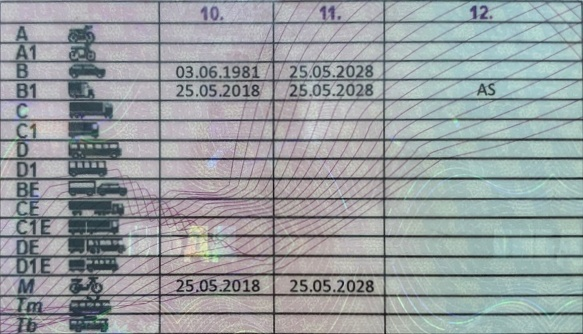 10. 11. 12.
A
A1
B 03.06.1981 25.05.2028
B1 25.05.2018 25.05.2028 AS
C
C1
D
D1
BE
CE
C1E
DE
D1E
M 25.05.2018 25.05.2028
Tm
Tb